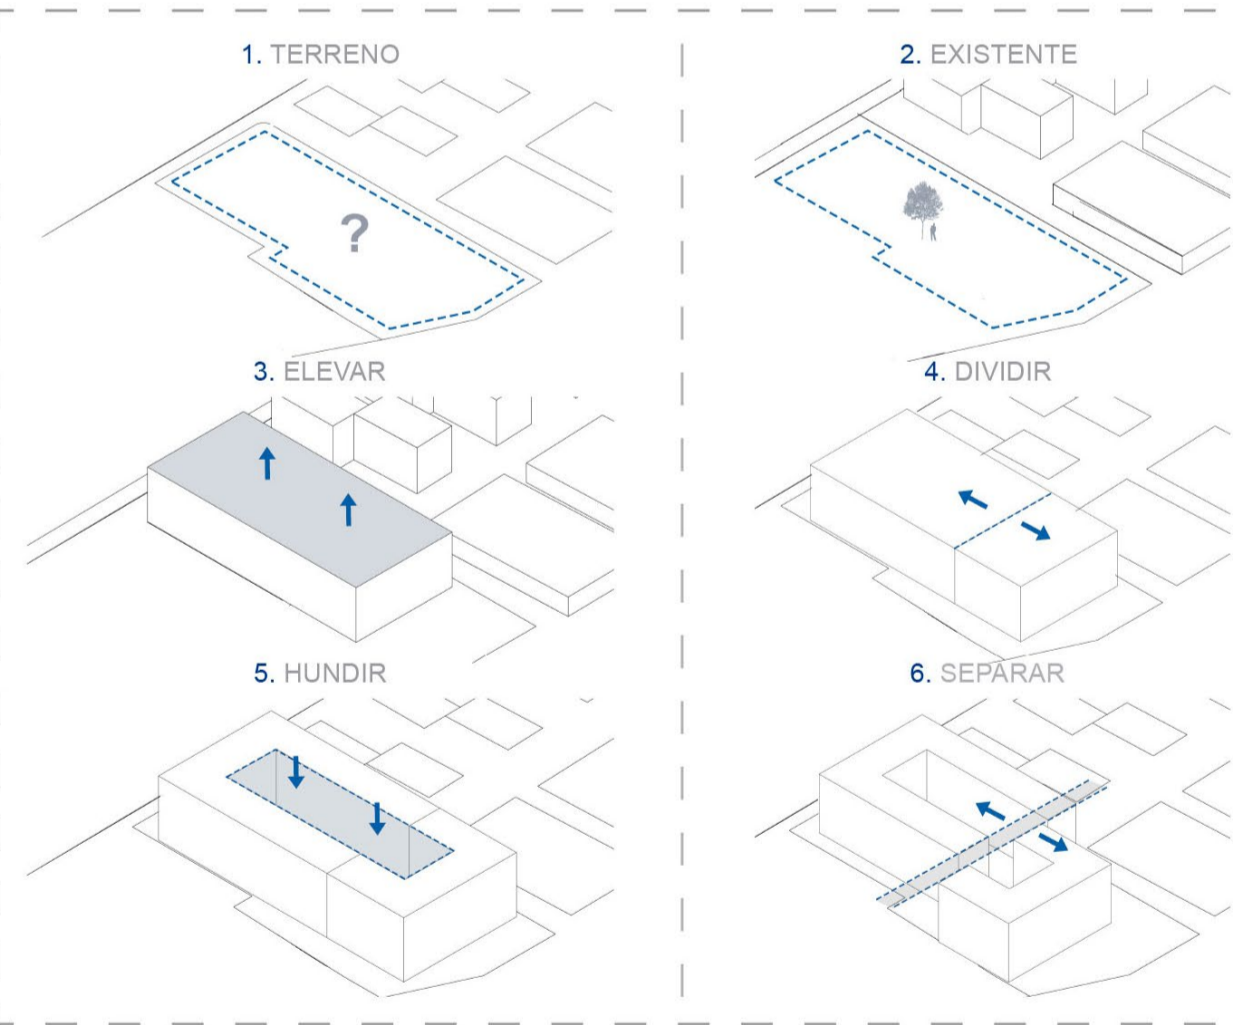 1. TERRENO
2. EXISTENTE
?
3. ELEVAR
4. DIVIDIR
5. HUNDIR
6. SEPARAR